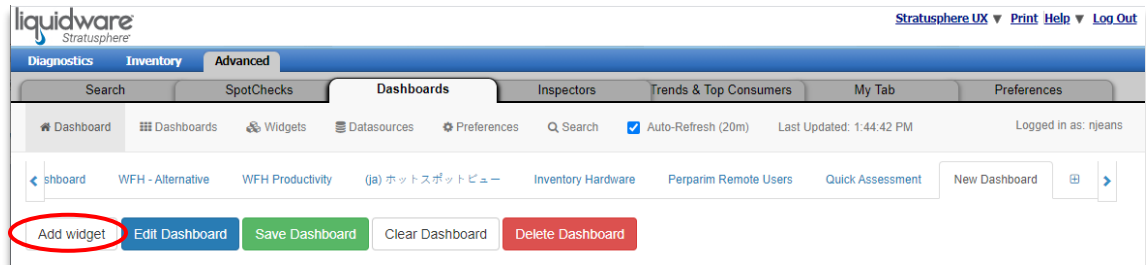 liquidware
Stratusphere
Stratusphere UX ▼ Print Help ▼ Log Out
Diagnostics Inventory Advanced
Search SpotChecks Dashboards Inspectors Trends & Top Consumers My Tab Preferences
Dashboard Dashboards Widgets Datasources Preferences Search Auto-Refresh (20m) Last Updated: 1:44:42 PM Logged in as: njeans
shboard WFH - Alternative WFH Productivity (ja) ホットスポットビュー Inventory Hardware Perparim Remote Users Quick Assessment New Dashboard
Add widget Edit Dashboard Save Dashboard Clear Dashboard Delete Dashboard